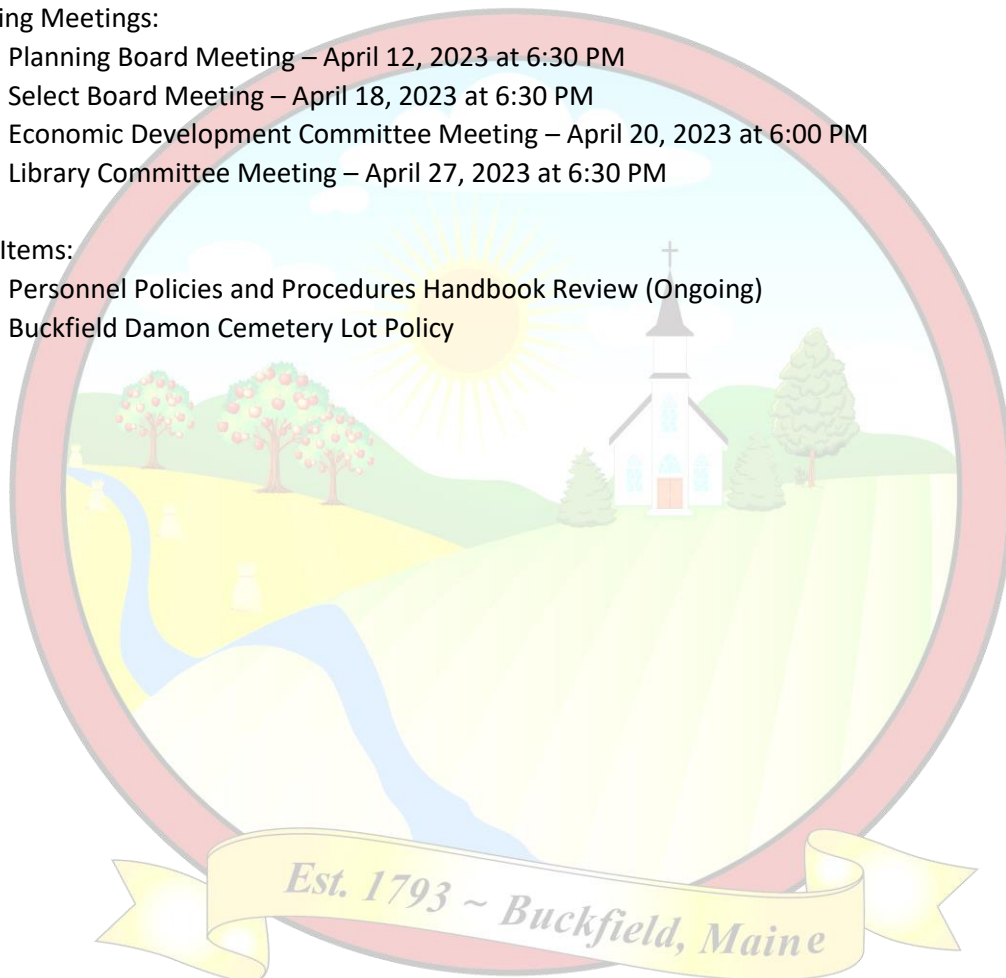 ing Meetings:
Planning Board Meeting – April 12, 2023 at 6:30 PM
Select Board Meeting – April 18, 2023 at 6:30 PM
Economic Development Committee Meeting – April 20, 2023 at 6:00 PM
Library Committee Meeting – April 27, 2023 at 6:30 PM
Items:
Personnel Policies and Procedures Handbook Review (Ongoing)
Buckfield Damon Cemetery Lot Policy
Est. 1793 ~ Buckfield, Maine